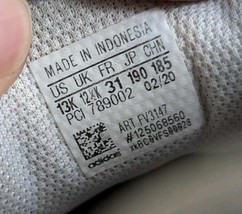 MADE IN INDONESIA
US UK FR JP CHN
13K 12½K 31 190 185
PCI 789002 02/20
ART FV3147
#125068560
adidas